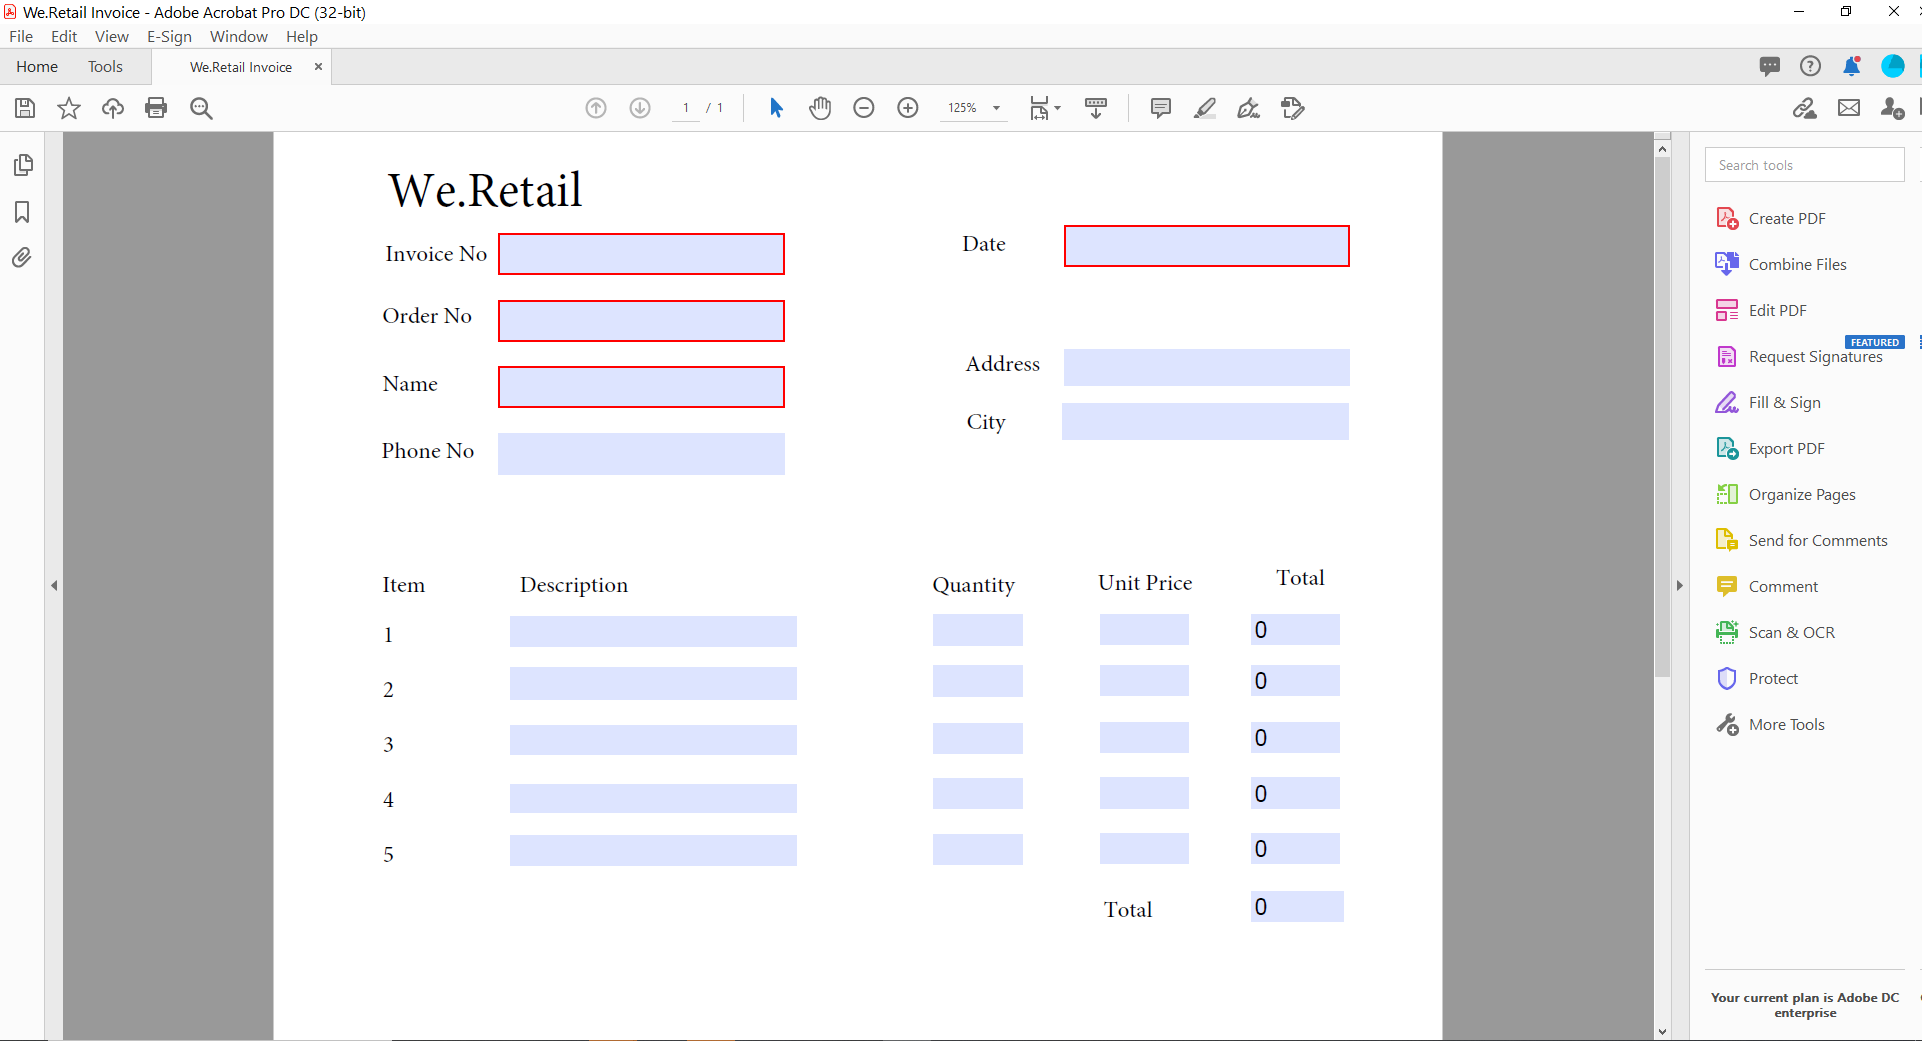 We.Retail Invoice - Adobe Acrobat Pro DC (32-bit)
File Edit View E-Sign Window Help
Home Tools We.Retail Invoice ×
1 / 1 125%
Search tools
Create PDF
Combine Files
Edit PDF
FEATURED
Request Signatures
Fill & Sign
Export PDF
Organize Pages
Send for Comments
Comment
Scan & OCR
Protect
More Tools
Your current plan is Adobe DC
enterprise
We.Retail
Invoice No
Date
Order No
Name
Address
City
Phone No
Item Description Quantity Unit Price Total
1 0
2 0
3 0
4 0
5 0
Total 0